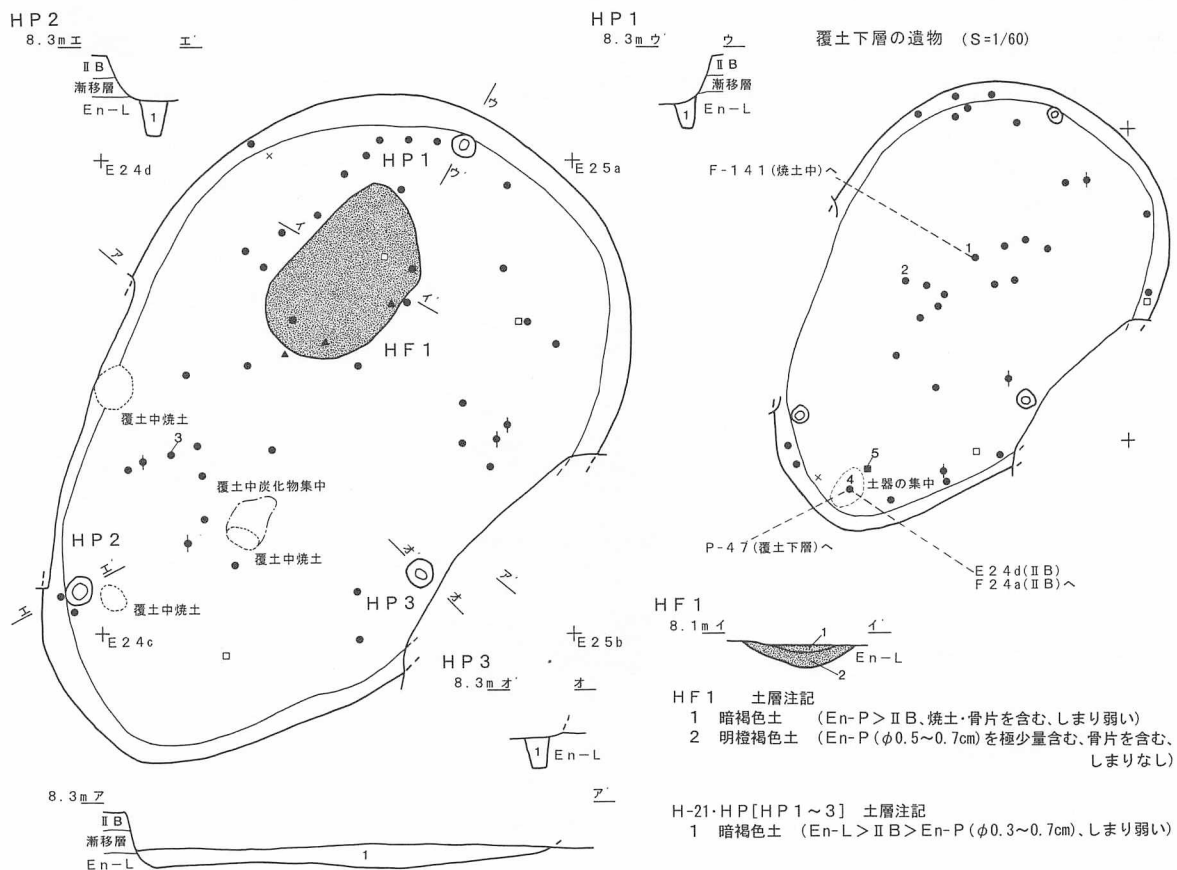 HP2
8.3m エ エ'
ⅡB
漸移層
En-L
1
HP1
8.3m ウ' ウ
ⅡB
漸移層
En-L
1
覆土下層の遺物 (S=1/60)
E24d
HP1
ウ
ウ'
E25a
ア
イ
イ'
HF1
覆土中焼土
3
覆土中炭化物集中
覆土中焼土
HP2
エ'
エ
覆土中焼土
E24c
HP3
オ'
オ
ア'
E25b
F-141(焼土中)へ
1
2
5
4
土器の集中
P-47(覆土下層)へ
E24d(ⅡB)
F24a(ⅡB)へ
HP3
8.3m オ' オ
1
En-L
HF1
8.1m イ イ'
1
En-L
2
HF1 土層注記
1 暗褐色土 (En-P>ⅡB、焼土・骨片を含む、しまり弱い)
2 明橙褐色土 (En-P(φ0.5~0.7cm)を極少量含む、骨片を含む、
しまりなし)
8.3m ア ア'
ⅡB
漸移層
En-L
1
H-21・HP[HP1~3] 土層注記
1 暗褐色土 (En-L>ⅡB>En-P(φ0.3~0.7cm)、しまり弱い)